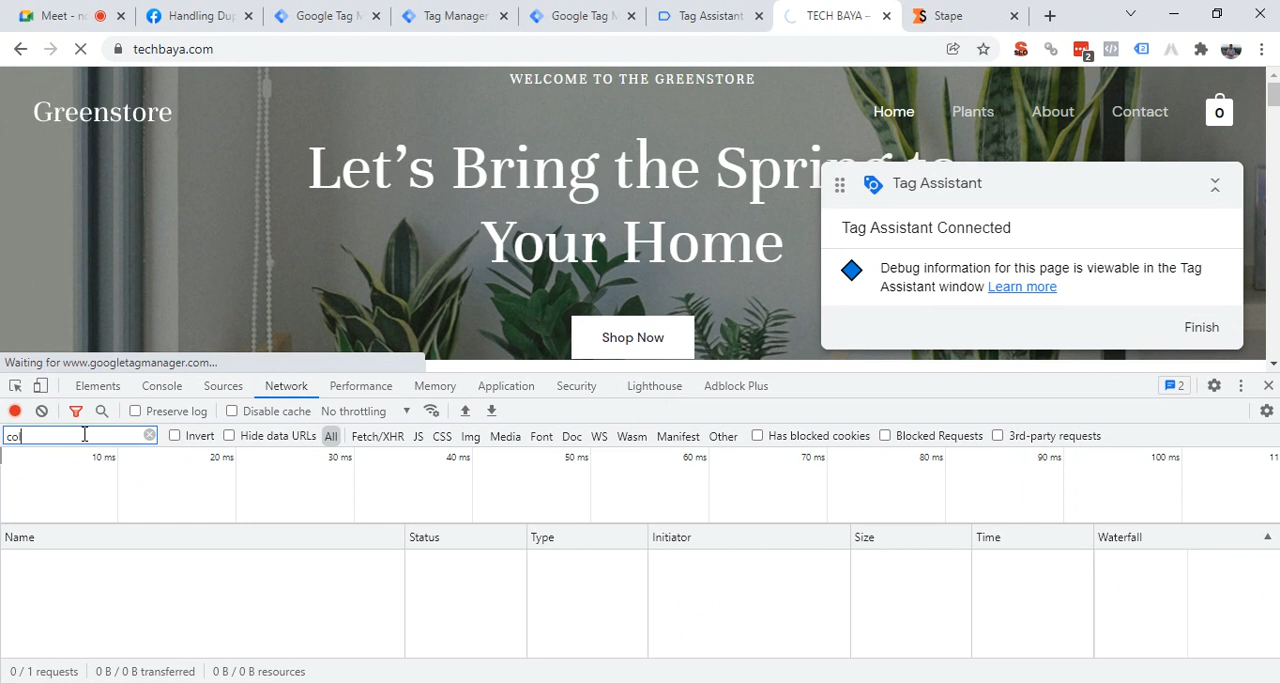 Meet - no
Handling Dup
Google Tag M
Tag Manager
Google Tag M
Tag Assistant
TECH BAYA –
Stape
techbaya.com
2
2
WELCOME TO THE GREENSTORE
Greenstore
Home
Plants
About
Contact
0
Let's Bring the Spring to
Your Home
Shop Now
Tag Assistant
Tag Assistant Connected
Debug information for this page is viewable in the Tag
Assistant window Learn more
Finish
Waiting for www.googletagmanager.com...
Elements
Console
Sources
Network
Performance
Memory
Application
Security
Lighthouse
Adblock Plus
2
Preserve log
Disable cache
No throttling
col
Invert
Hide data URLs
All
Fetch/XHR
JS
CSS
Img
Media
Font
Doc
WS
Wasm
Manifest
Other
Has blocked cookies
Blocked Requests
3rd-party requests
10 ms
20 ms
30 ms
40 ms
50 ms
60 ms
70 ms
80 ms
90 ms
100 ms
11
Name
Status
Type
Initiator
Size
Time
Waterfall
0 / 1 requests
0 B / 0 B transferred
0 B / 0 B resources